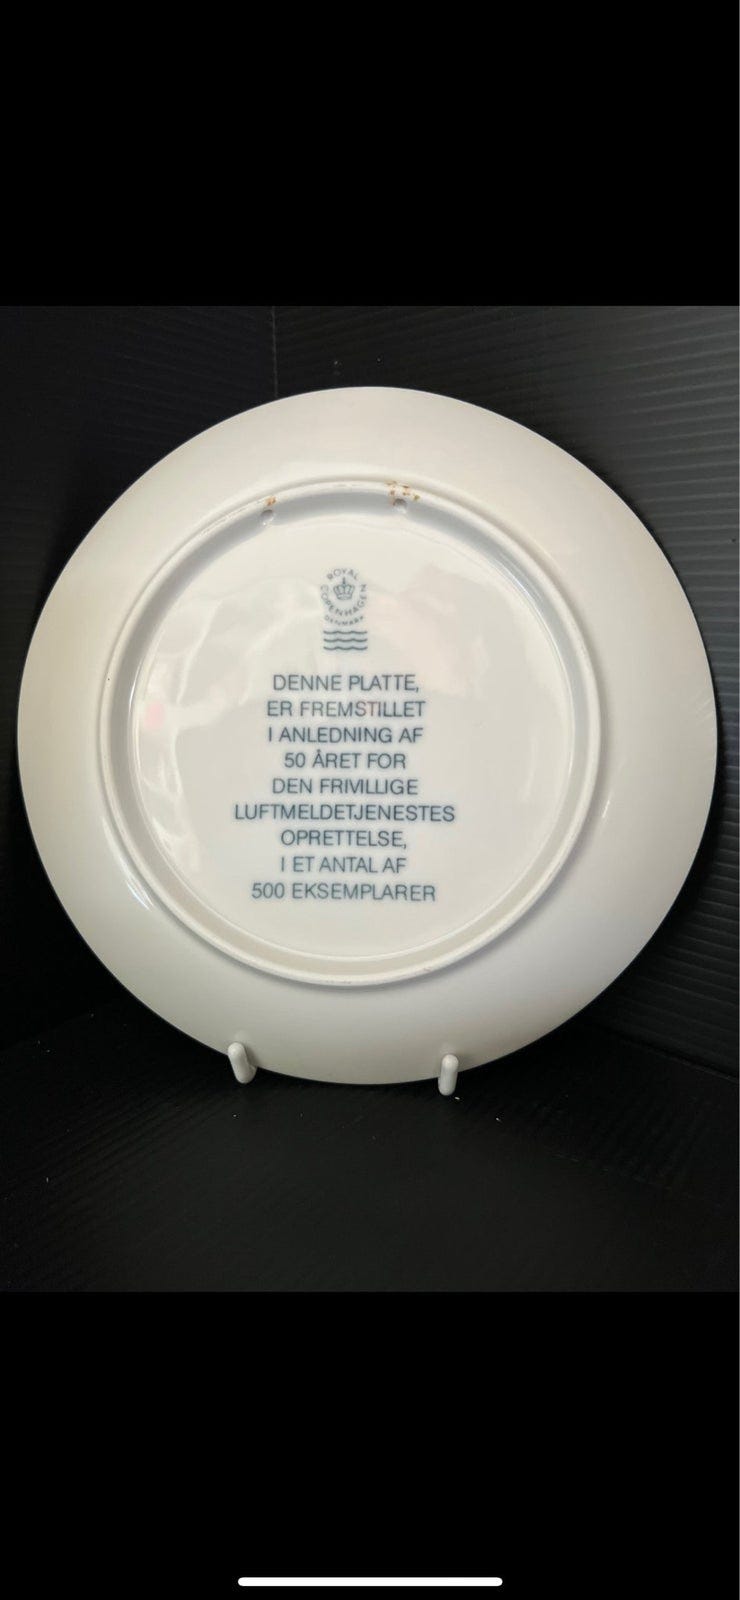 ROYAL
COPENHAGEN
DENMARK
DENNE PLATTE,
ER FREMSTILLET
I ANLEDNING AF
50 ÅRET FOR
DEN FRIVILLIGE
LUFTMELDETJENESTES
OPRETTELSE,
I ET ANTAL AF
500 EKSEMPLARER